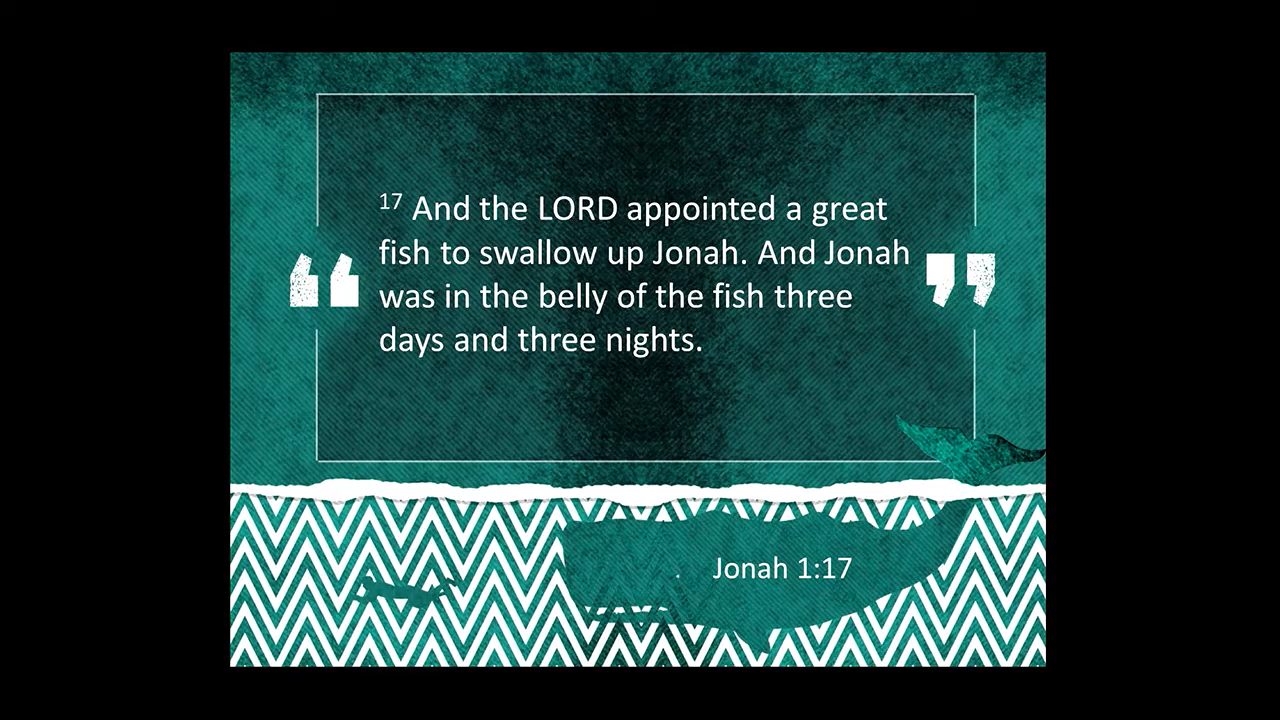 17 And the LORD appointed a great
fish to swallow up Jonah. And Jonah
“ was in the belly of the fish three ”
days and three nights.
Jonah 1:17